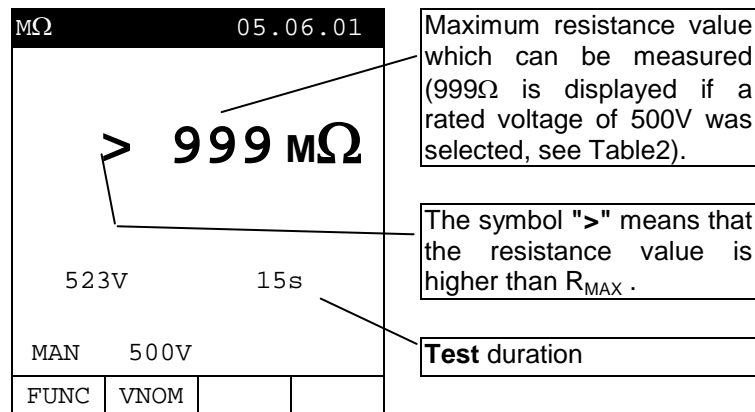 MΩ 05.06.01
> 999 MΩ
523V 15s
MAN 500V
FUNC VNOM
Maximum resistance value
which can be measured
(999Ω is displayed if a
rated voltage of 500V was
selected, see Table2).
The symbol ">" means that
the resistance value is
higher than RMAX .
Test duration